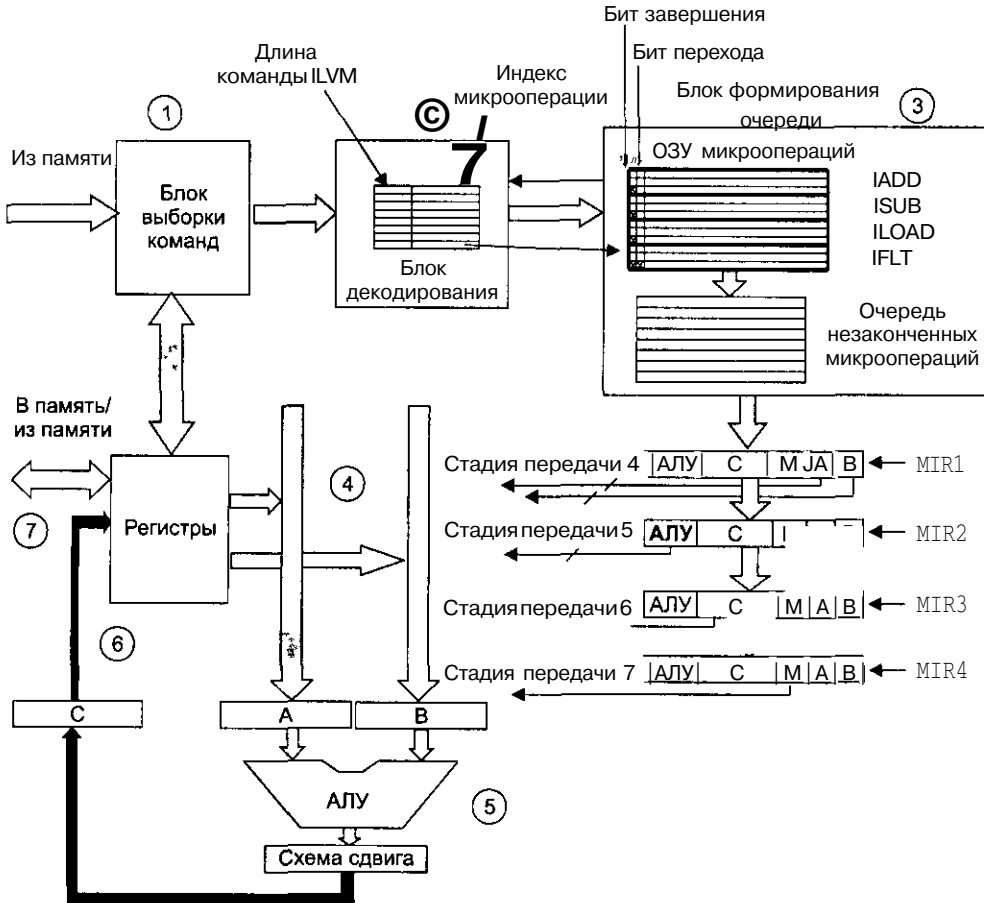 Бит завершения
Бит перехода
Длина
команды ILVM
Индекс
микрооперации
Блок формирования
очереди
3
1
©
7
Из памяти
ОЗУ микроопераций
Блок
выборки
команд
IADD
ISUB
ILOAD
IFLT
Блок
декодирования
Очередь
незаконченных
микроопераций
В память/
из памяти
Стадия передачи 4
АЛУ C M JA B
MIR1
4
7
Регистры
Стадия передачи 5
АЛУ C
MIR2
Стадия передачи 6
АЛУ C M A B
MIR3
6
Стадия передачи 7
АЛУ C M A B
MIR4
C
A
B
АЛУ
5
Схема сдвига